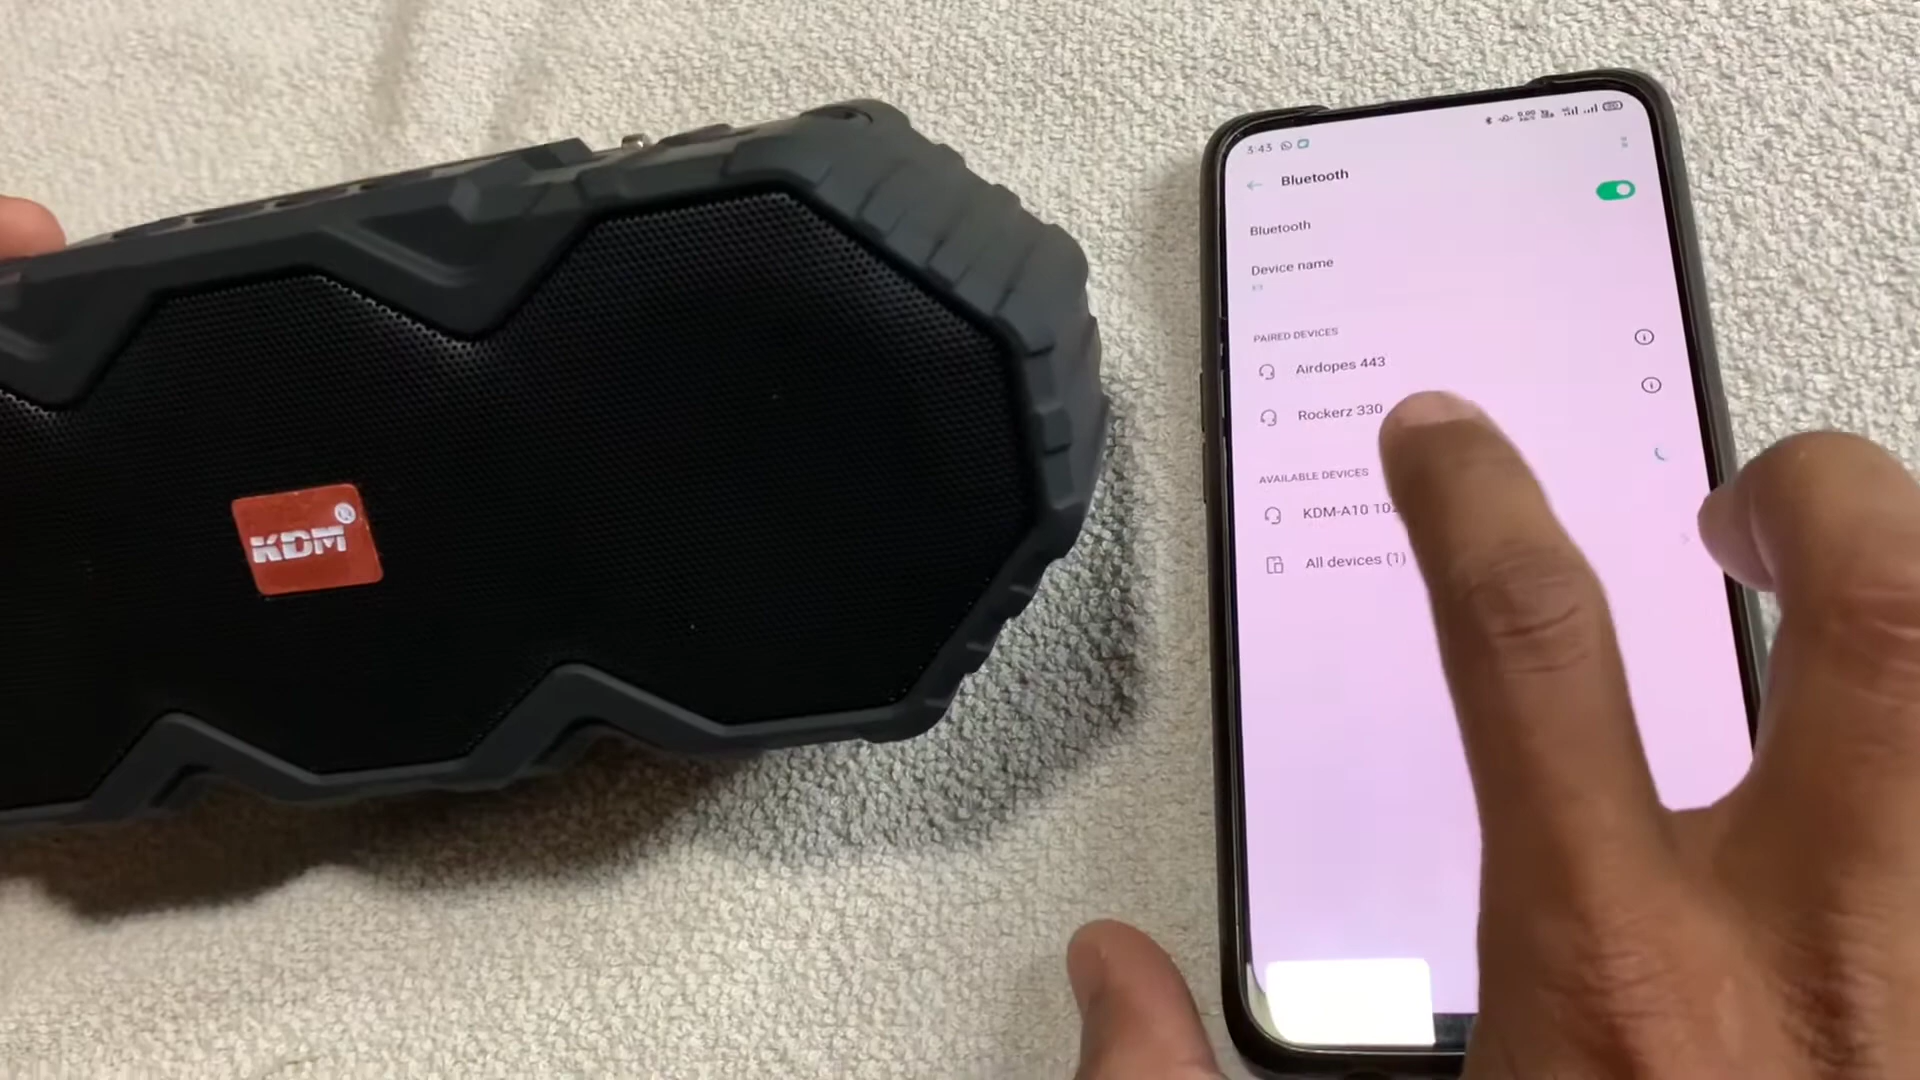 KDM
3:43
Bluetooth
Bluetooth
Device name
PAIRED DEVICES
Airdopes 443
Rockerz 330
AVAILABLE DEVICES
KDM-A10
All devices (1)